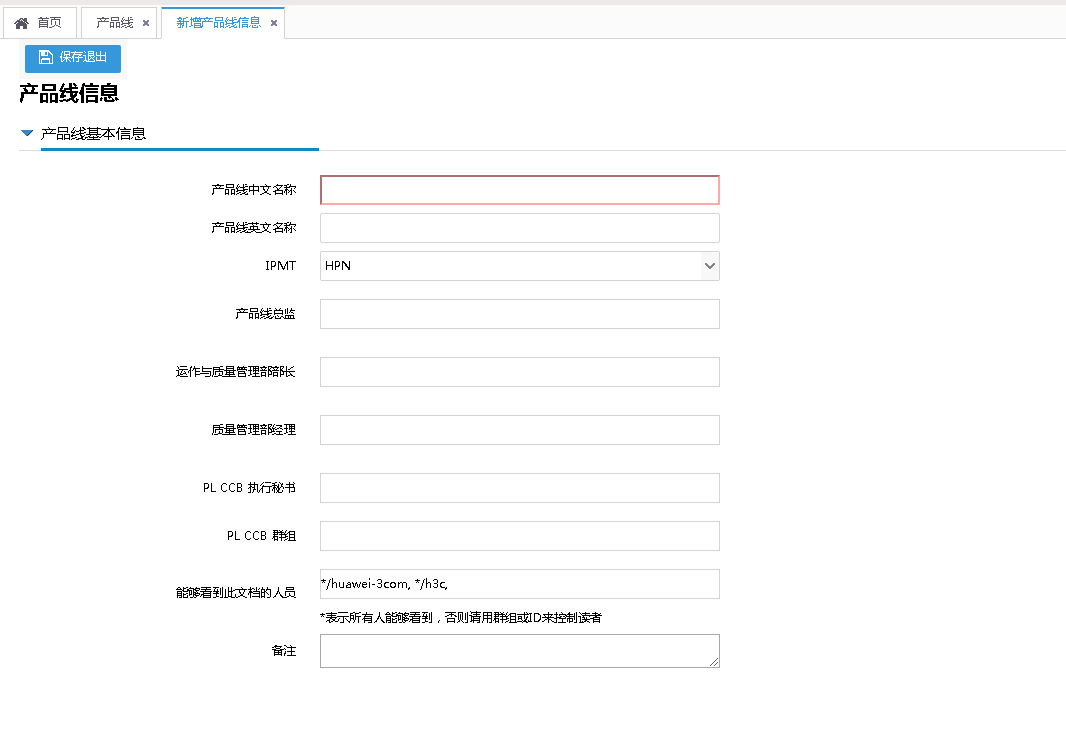 首页 产品线 新增产品线信息
保存退出
产品线信息
产品线基本信息
产品线中文名称
产品线英文名称
IPMT HPN
产品线总监
运作与质量管理部部长
质量管理部经理
PL CCB 执行秘书
PL CCB 群组
能够看到此文档的人员 */huawei-3com, */h3c,
*表示所有人能够看到，否则请用群组或ID来控制读者
备注